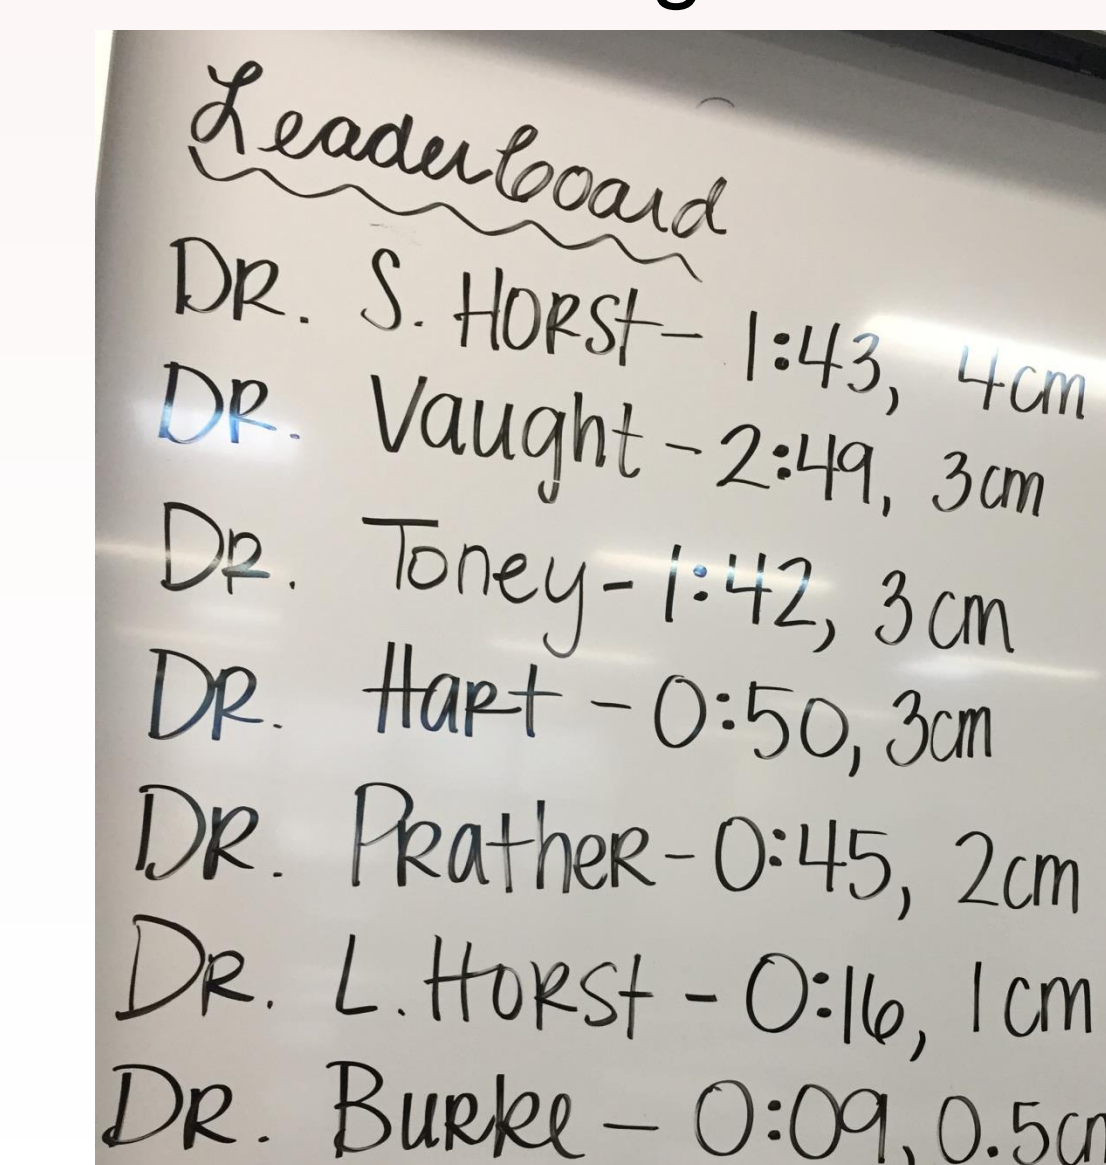 Leaderboard
DR. S. HORST - 1:43, 4cm
DR. Vaught - 2:49, 3cm
DR. Toney - 1:42, 3cm
DR. Hart - 0:50, 3cm
DR. Prather - 0:45, 2cm
DR. L. HORST - 0:16, 1cm
DR. Burke - 0:09, 0.5cm